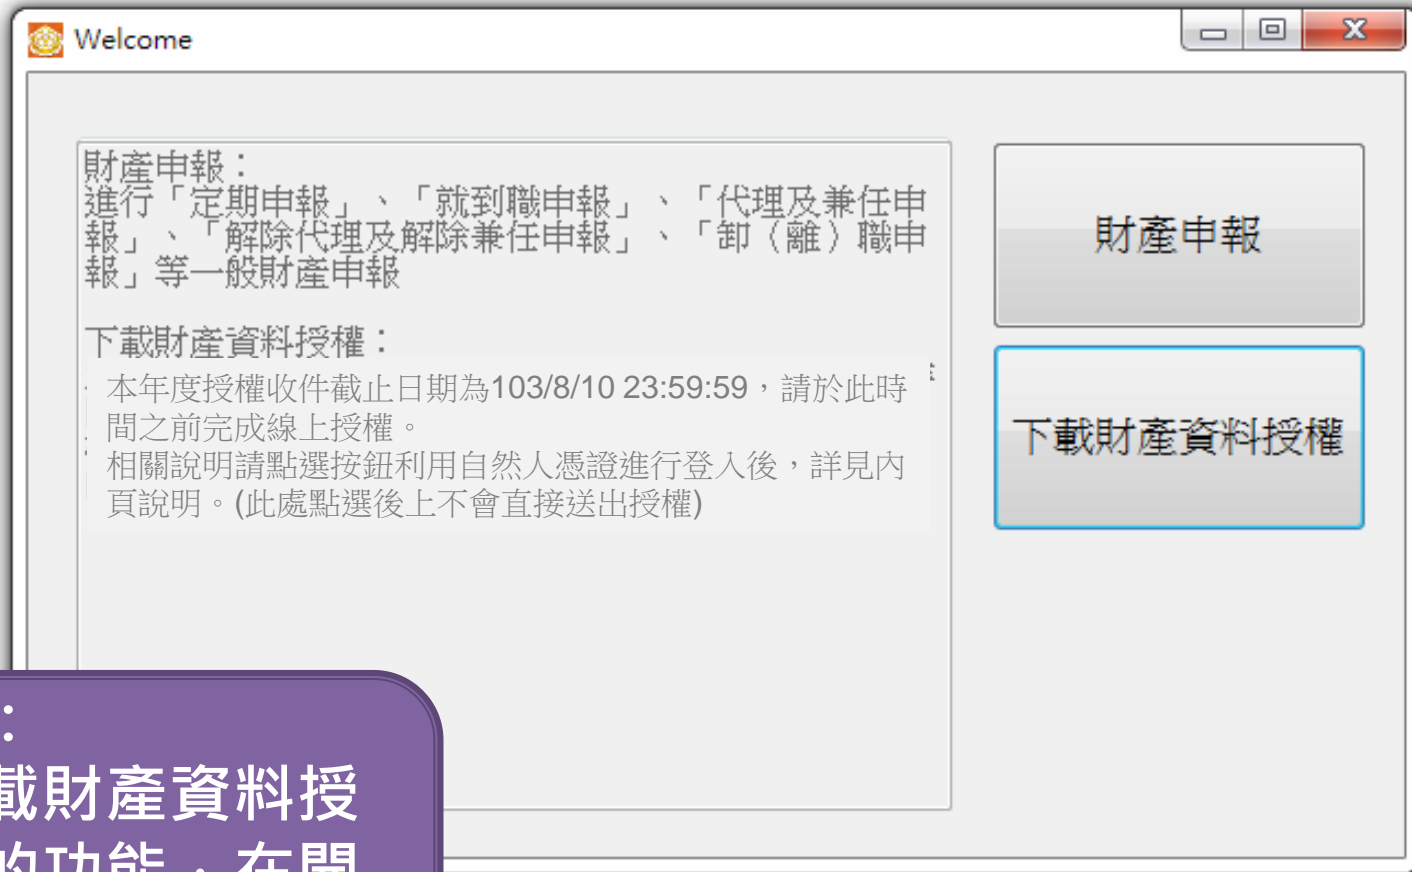 Welcome
財產申報：
進行「定期申報」、「就到職申報」、「代理及兼任申
報」、「解除代理及解除兼任申報」、「卸（離）職申
報」等一般財產申報
下載財產資料授權：
本年度授權收件截止日期為103/8/10 23:59:59，請於此時
間之前完成線上授權。
相關說明請點選按鈕利用自然人憑證進行登入後，詳見內
頁說明。(此處點選後上不會直接送出授權)
財產申報
下載財產資料授權
：
載財產資料授
的功能，在開